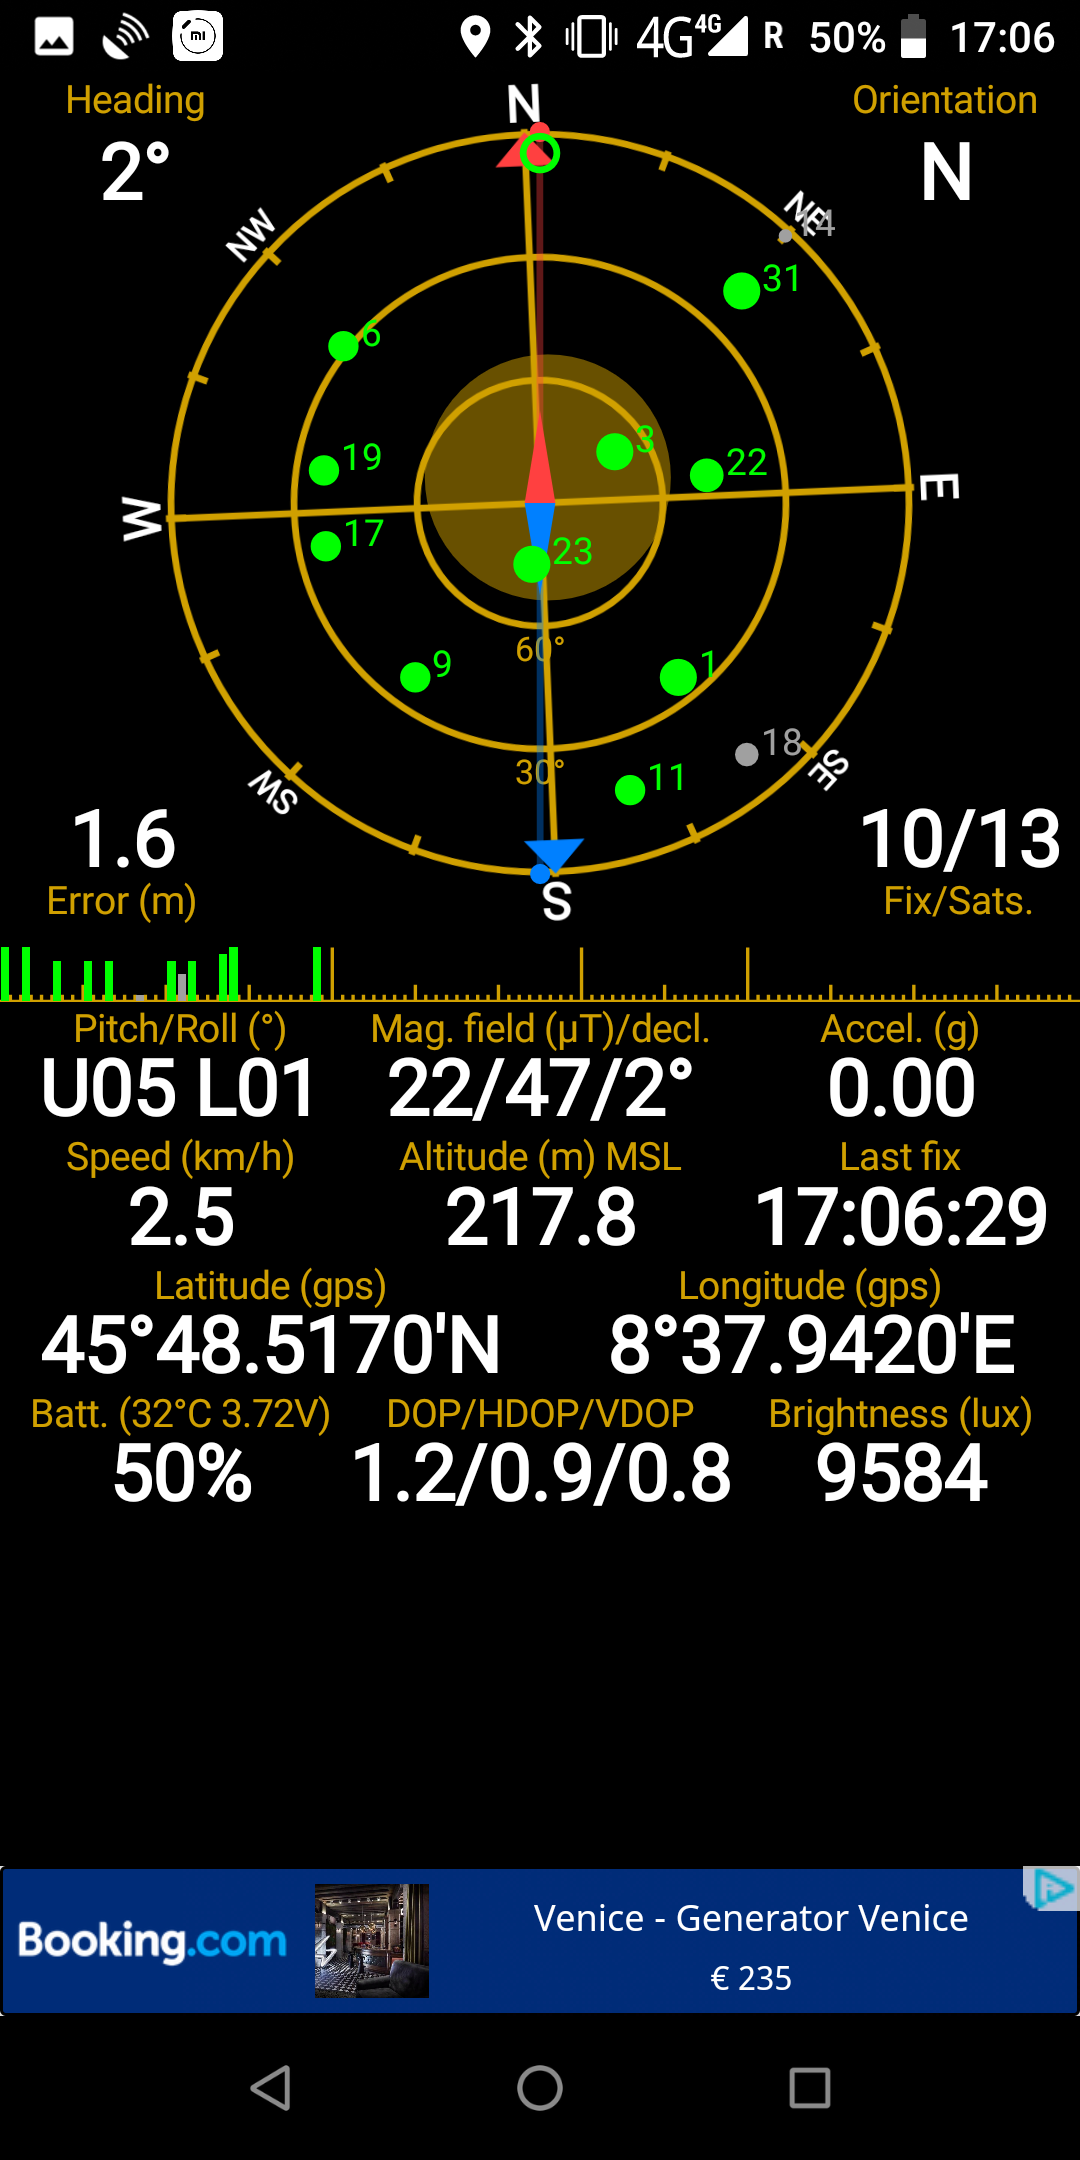 4G 4G R 50% 17:06
Heading
Orientation
2°
N
N
NW
NE
14
31
6
3
19
22
W
E
17
23
60°
9
1
30°
18
11
SW
SE
S
1.6
10/13
Error (m)
Fix/Sats.
Pitch/Roll (°) Mag. field (µT)/decl. Accel. (g)
U05 L01 22/47/2° 0.00
Speed (km/h) Altitude (m) MSL Last fix
2.5 217.8 17:06:29
Latitude (gps) Longitude (gps)
45°48.5170'N 8°37.9420'E
Batt. (32°C 3.72V) DOP/HDOP/VDOP Brightness (lux)
50% 1.2/0.9/0.8 9584
Booking.com
Venice - Generator Venice
€ 235